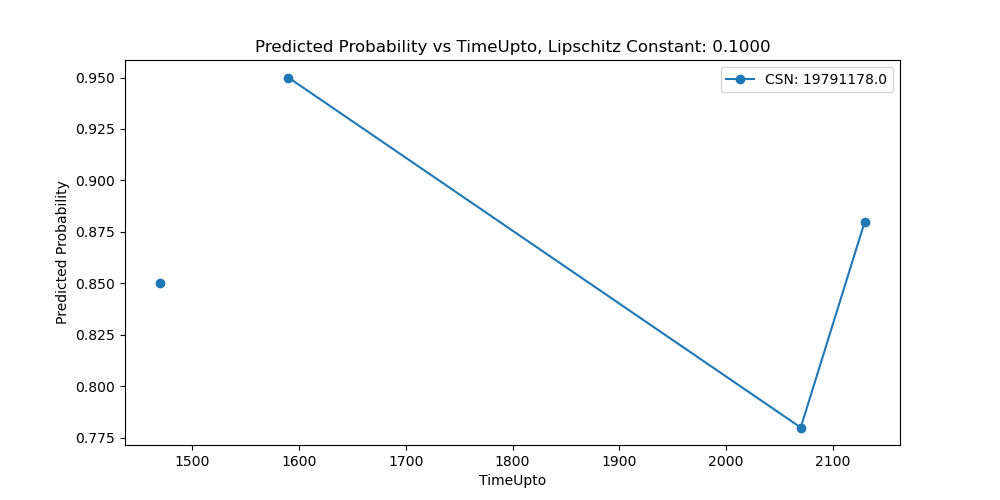 Predicted Probability vs TimeUpto, Lipschitz Constant: 0.1000
CSN: 19791178.0
Predicted Probability
0.950
0.925
0.900
0.875
0.850
0.825
0.800
0.775
1500 1600 1700 1800 1900 2000 2100
TimeUpto